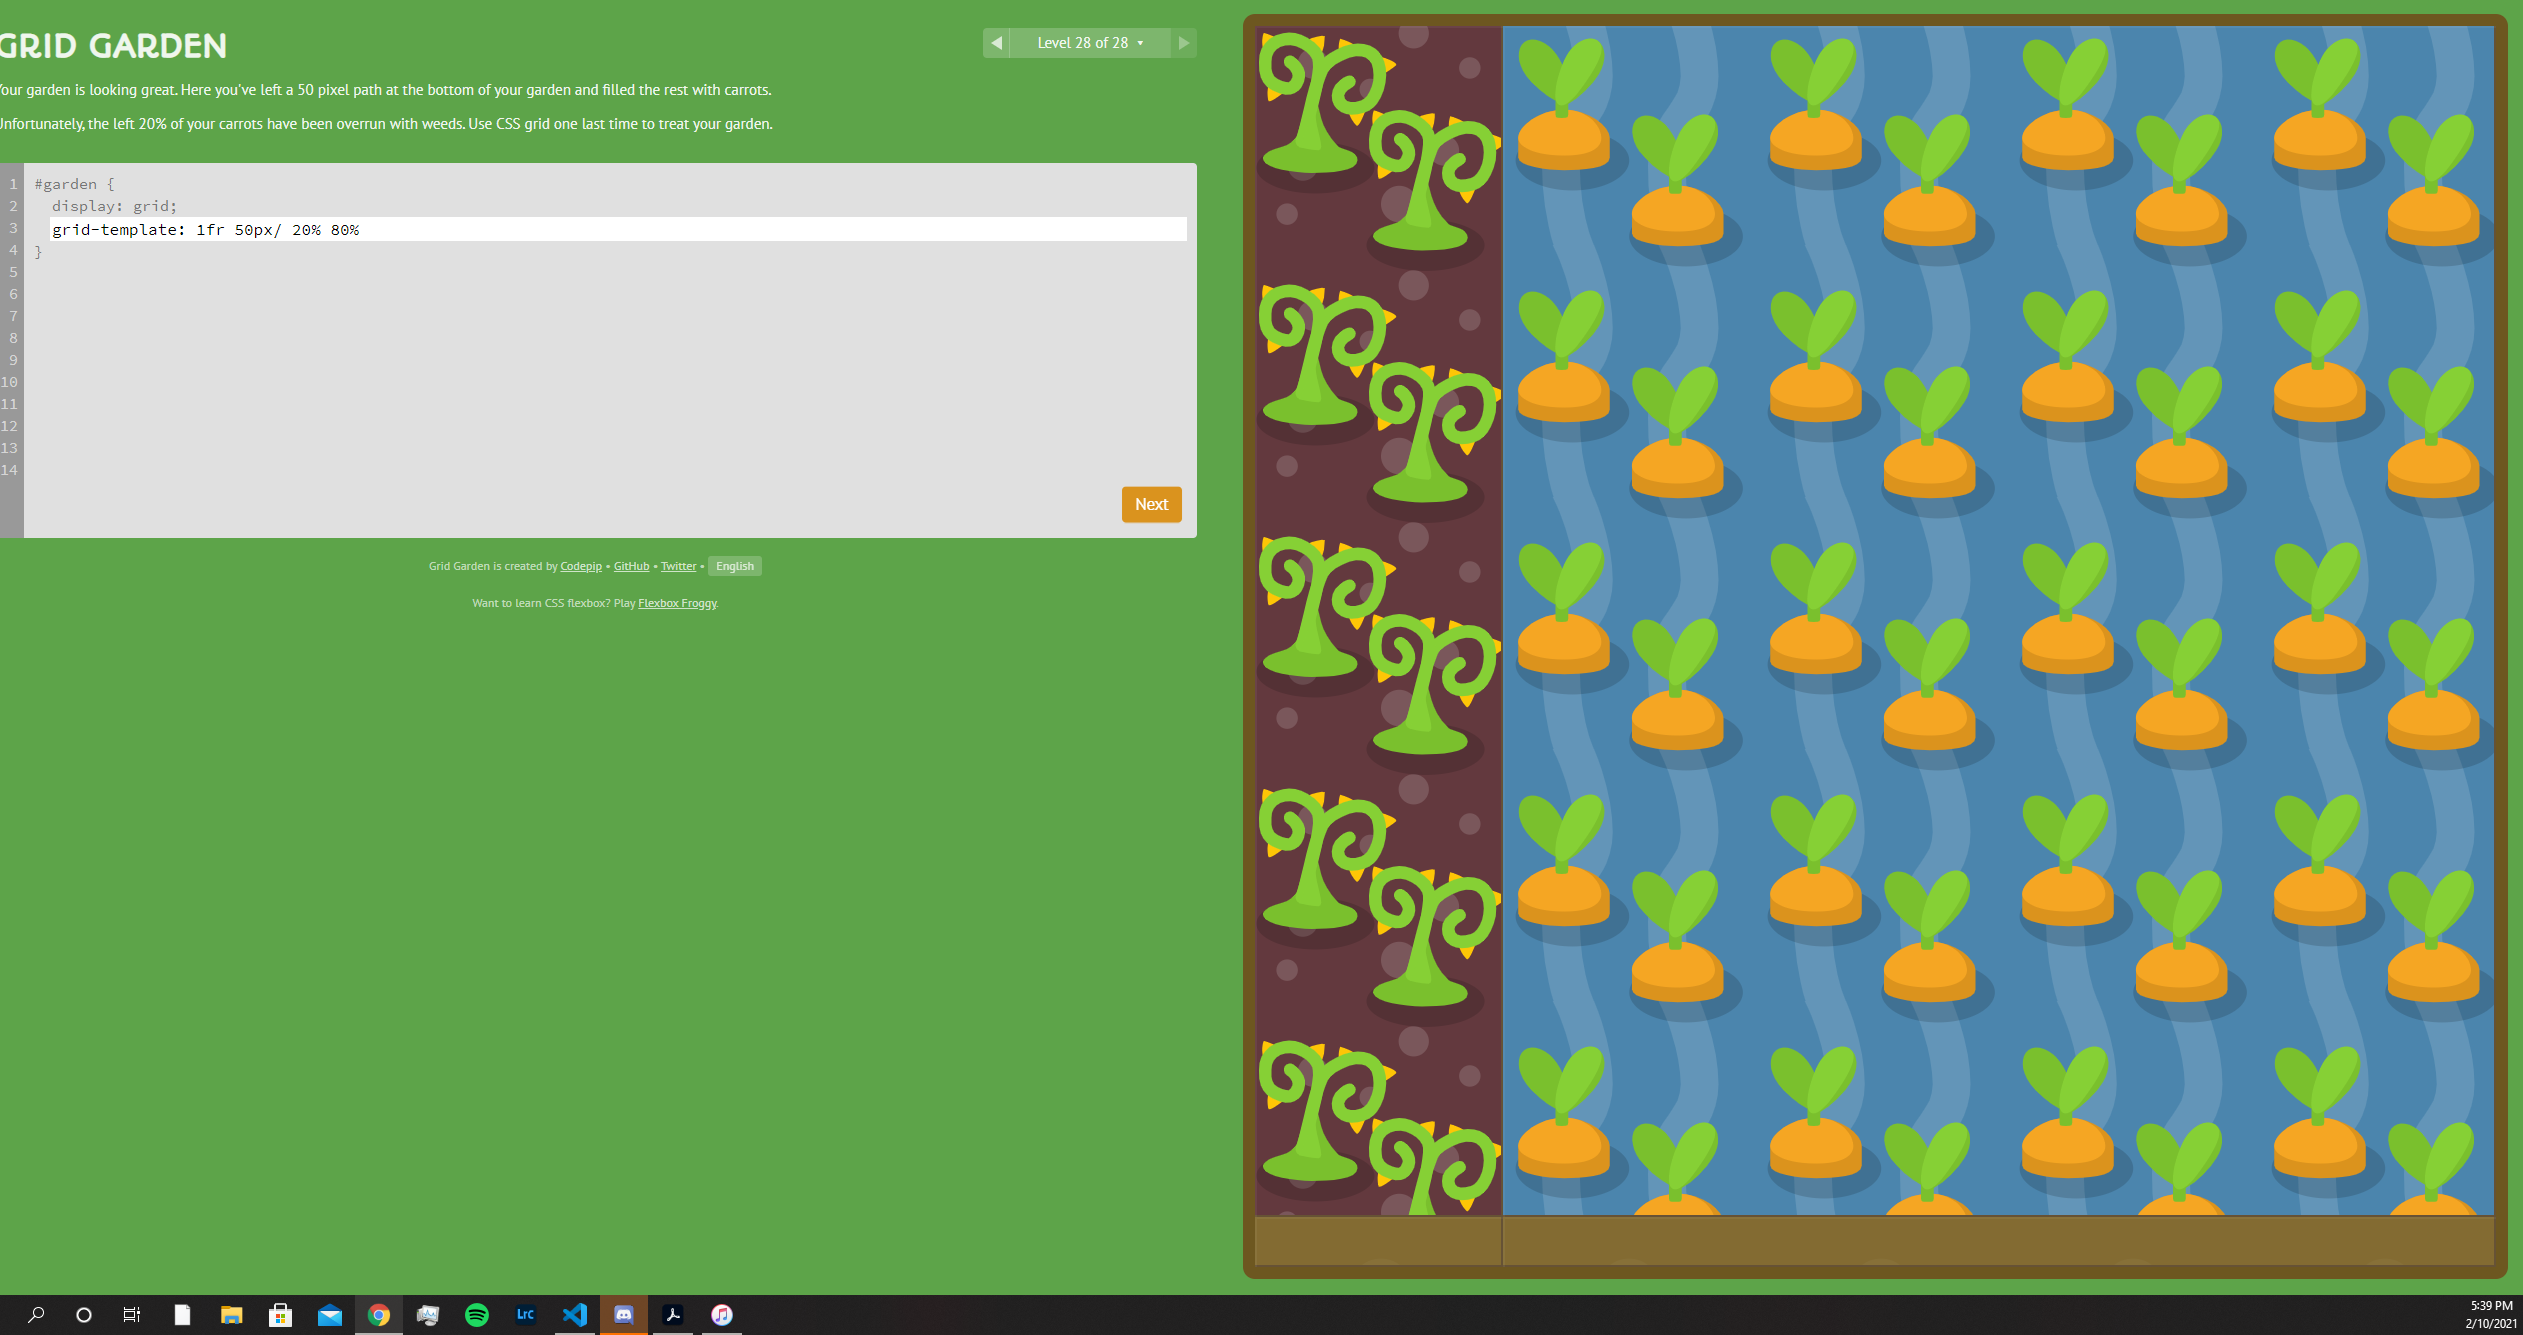 GRID GARDEN
Level 28 of 28
Your garden is looking great. Here you've left a 50 pixel path at the bottom of your garden and filled the rest with carrots.
Unfortunately, the left 20% of your carrots have been overrun with weeds. Use CSS grid one last time to treat your garden.
1 #garden {
2 display: grid;
3 grid-template: 1fr 50px/ 20% 80%
4 }
5
6
7
8
9
10
11
12
13
14
Next
Grid Garden is created by Codepip • GitHub • Twitter • English
Want to learn CSS flexbox? Play Flexbox Froggy.
Lrc
5:39 PM
2/10/2021